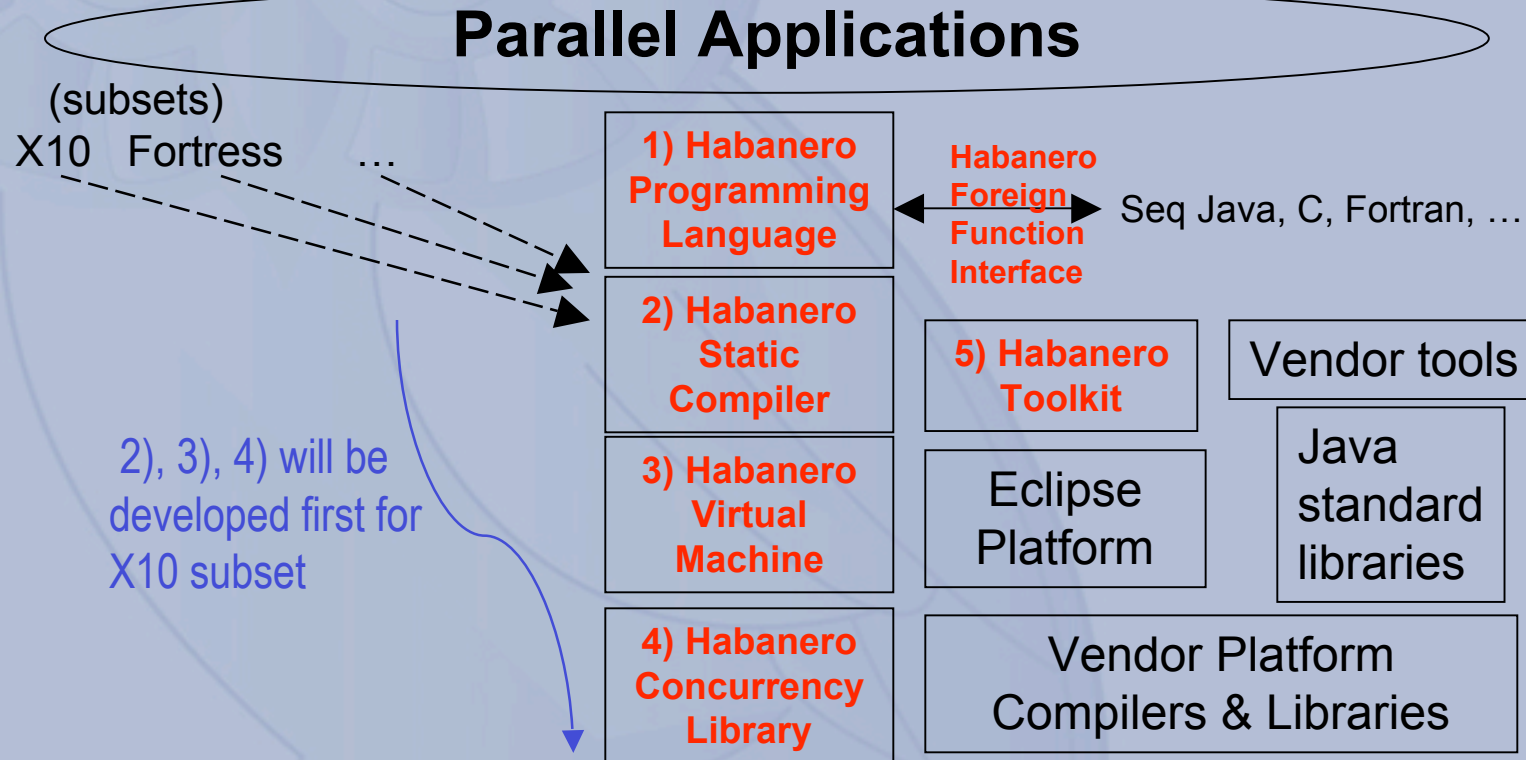 Parallel Applications
(subsets)
X10 Fortress …
1) Habanero
Programming
Language
Habanero
Foreign
Function
Interface
Seq Java, C, Fortran, …
2) Habanero
Static
Compiler
5) Habanero
Toolkit
Vendor tools
2), 3), 4) will be
developed first for
X10 subset
3) Habanero
Virtual
Machine
Eclipse
Platform
Java
standard
libraries
4) Habanero
Concurrency
Library
Vendor Platform
Compilers & Libraries